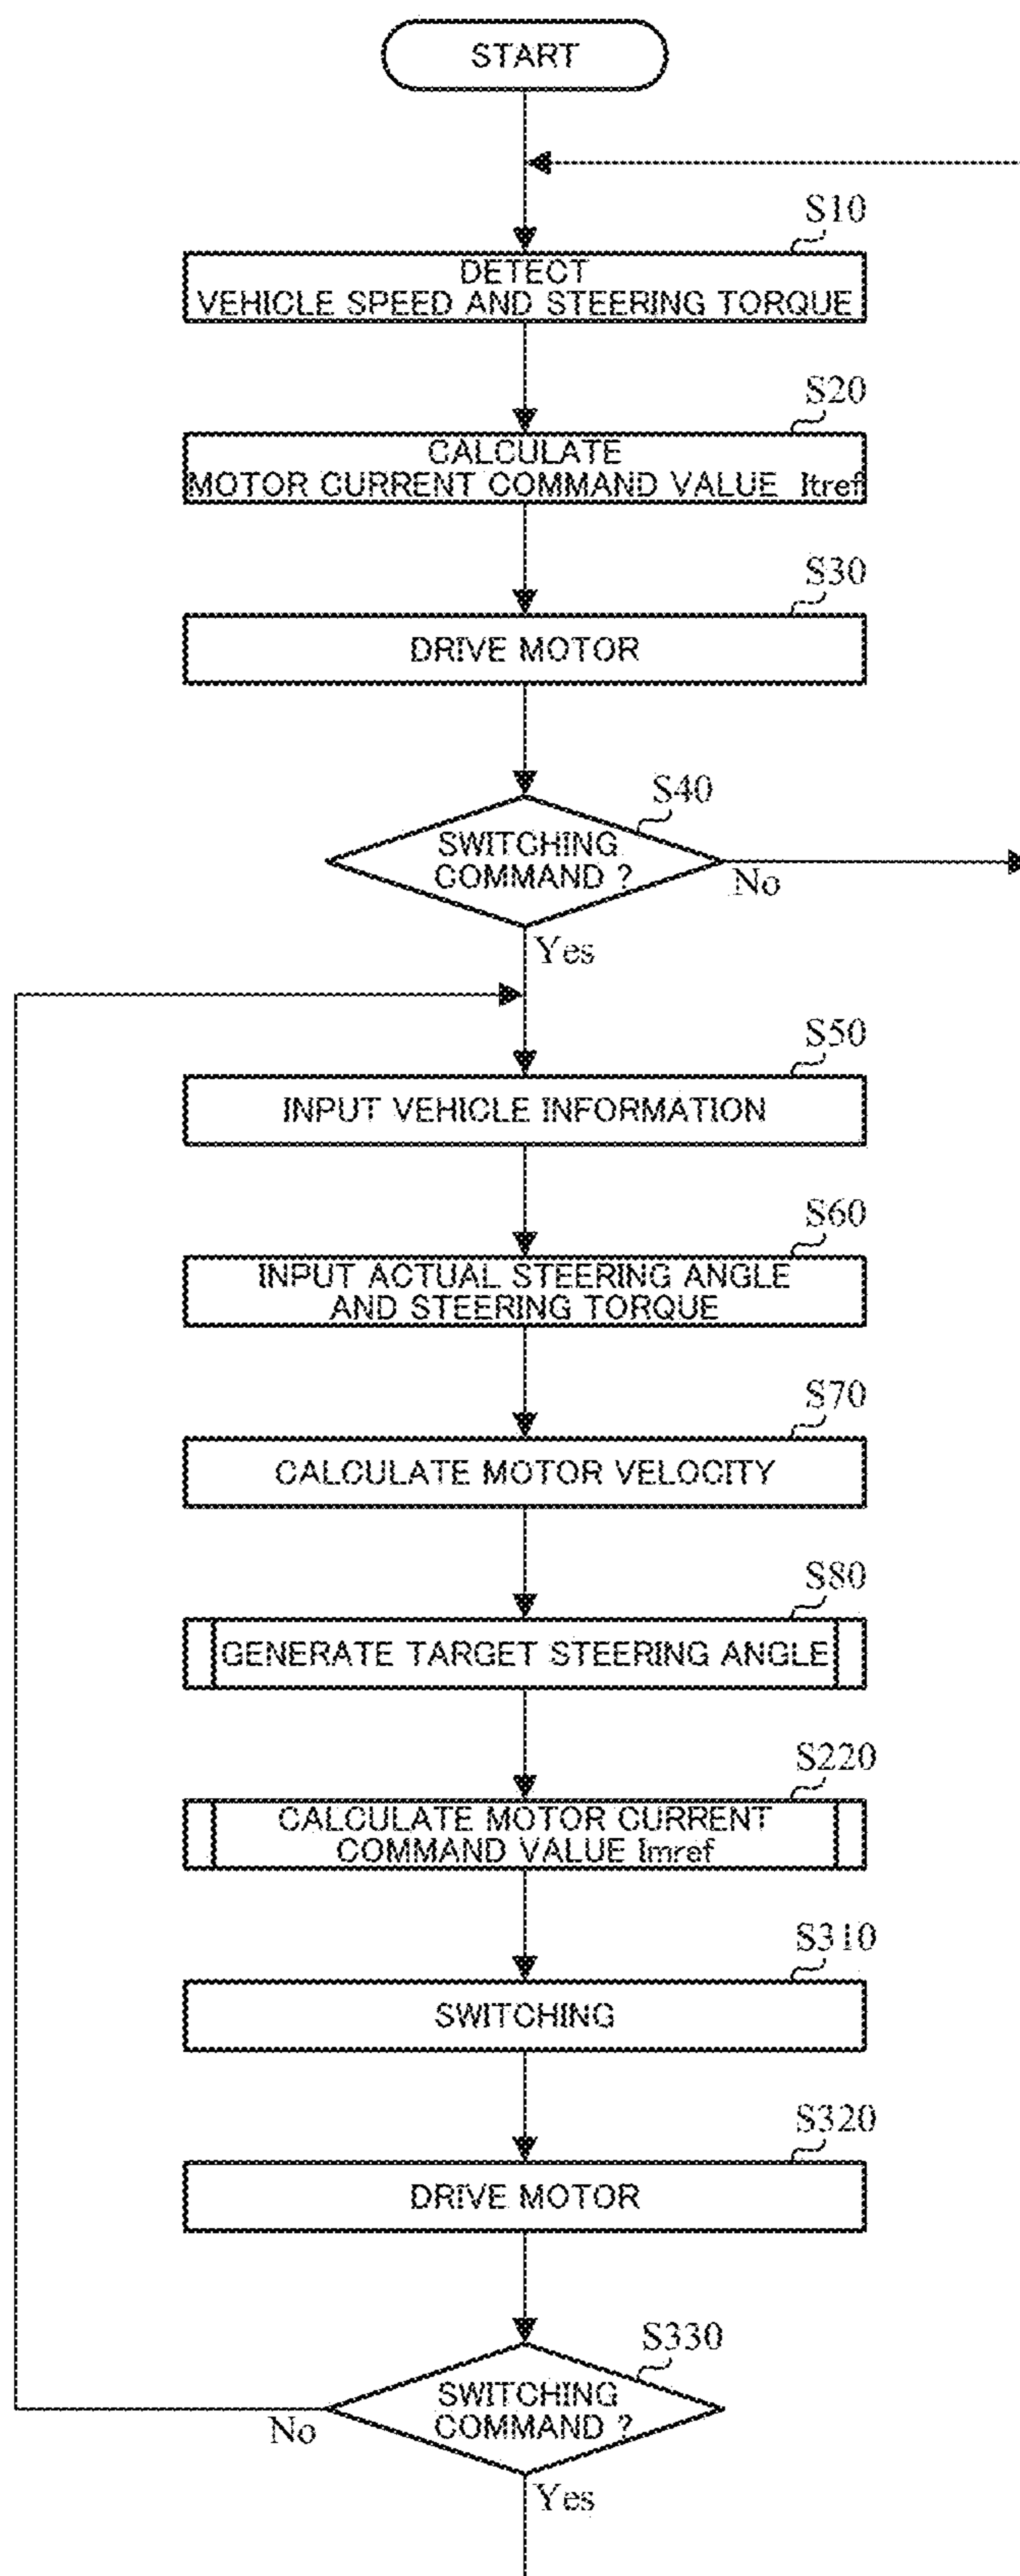 START
S10
DETECT
VEHICLE SPEED AND STEERING TORQUE
S20
CALCULATE
MOTOR CURRENT COMMAND VALUE Itref
S30
DRIVE MOTOR
S40
SWITCHING
COMMAND ?
No
Yes
S50
INPUT VEHICLE INFORMATION
S60
INPUT ACTUAL STEERING ANGLE
AND STEERING TORQUE
S70
CALCULATE MOTOR VELOCITY
S80
GENERATE TARGET STEERING ANGLE
S220
CALCULATE MOTOR CURRENT
COMMAND VALUE Imref
S310
SWITCHING
S320
DRIVE MOTOR
S330
SWITCHING
COMMAND ?
No
Yes